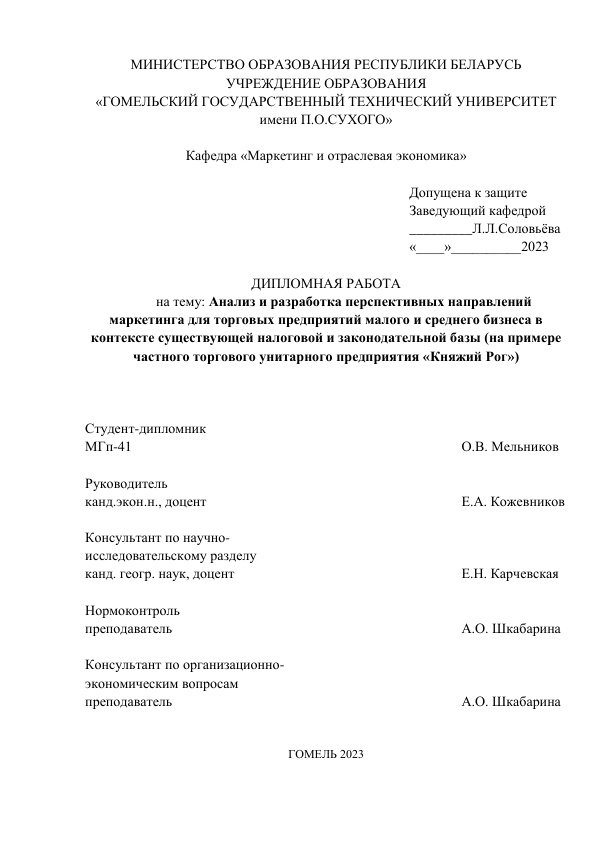 МИНИСТЕРСТВО ОБРАЗОВАНИЯ РЕСПУБЛИКИ БЕЛАРУСЬ
УЧРЕЖДЕНИЕ ОБРАЗОВАНИЯ
«ГОМЕЛЬСКИЙ ГОСУДАРСТВЕННЫЙ ТЕХНИЧЕСКИЙ УНИВЕРСИТЕТ
имени П.О.СУХОГО»
Кафедра «Маркетинг и отраслевая экономика»
Допущена к защите
Заведующий кафедрой
_________Л.Л.Соловьёва
«____»__________2023
ДИПЛОМНАЯ РАБОТА
на тему: Анализ и разработка перспективных направлений
маркетинга для торговых предприятий малого и среднего бизнеса в
контексте существующей налоговой и законодательной базы (на примере
частного торгового унитарного предприятия «Княжий Рог»)
Студент-дипломник
МГп-41 О.В. Мельников
Руководитель
канд.экон.н., доцент Е.А. Кожевников
Консультант по научно-
исследовательскому разделу
канд. геогр. наук, доцент Е.Н. Карчевская
Нормоконтроль
преподаватель А.О. Шкабарина
Консультант по организационно-
экономическим вопросам
преподаватель А.О. Шкабарина
ГОМЕЛЬ 2023